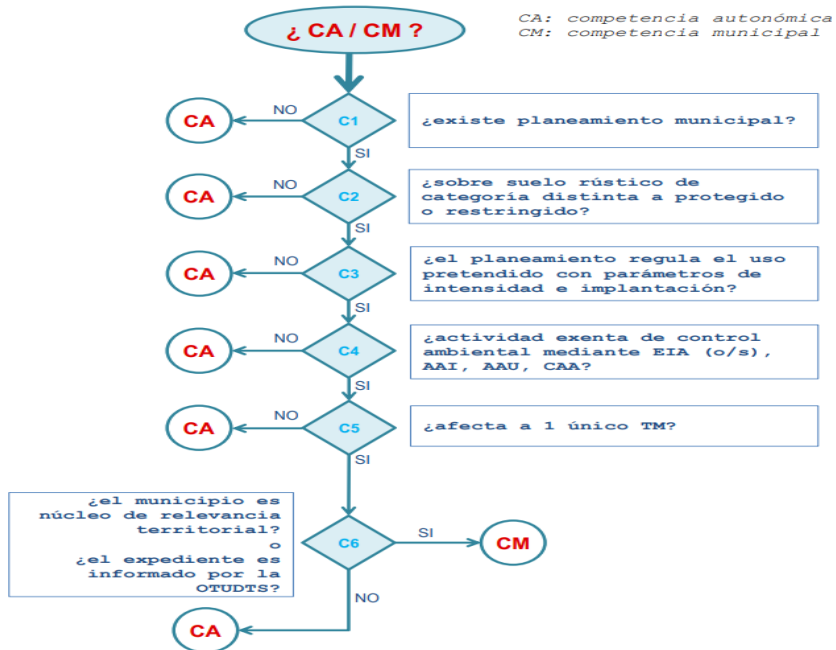 ¿ CA / CM ?
CA: competencia autonómica
CM: competencia municipal
CA
NO
C1
¿existe planeamiento municipal?
SI
CA
NO
C2
¿sobre suelo rústico de
categoría distinta a protegido
o restringido?
SI
CA
NO
C3
¿el planeamiento regula el uso
pretendido con parámetros de
intensidad e implantación?
SI
CA
NO
C4
¿actividad exenta de control
ambiental mediante EIA (o/s),
AAI, AAU, CAA?
SI
CA
NO
C5
¿afecta a 1 único TM?
SI
¿el municipio es
núcleo de relevancia
territorial?
o
¿el expediente es
informado por la
OTUDTS?
C6
SI
CM
NO
CA